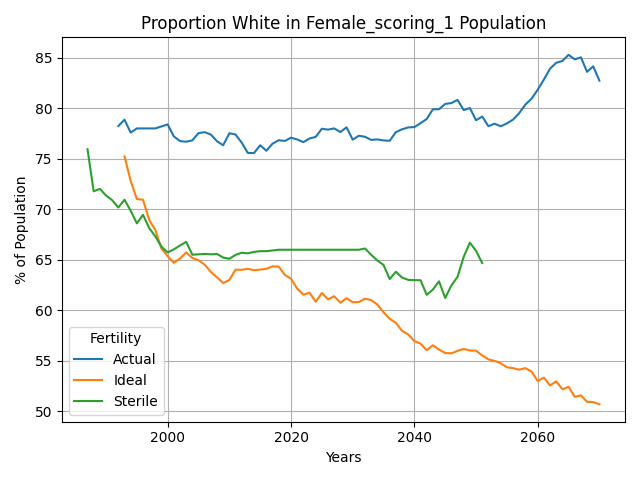 Proportion White in Female_scoring_1 Population
% of Population
85
80
75
70
65
60
55
50
Fertility
Actual
Ideal
Sterile
2000
2020
2040
2060
Years